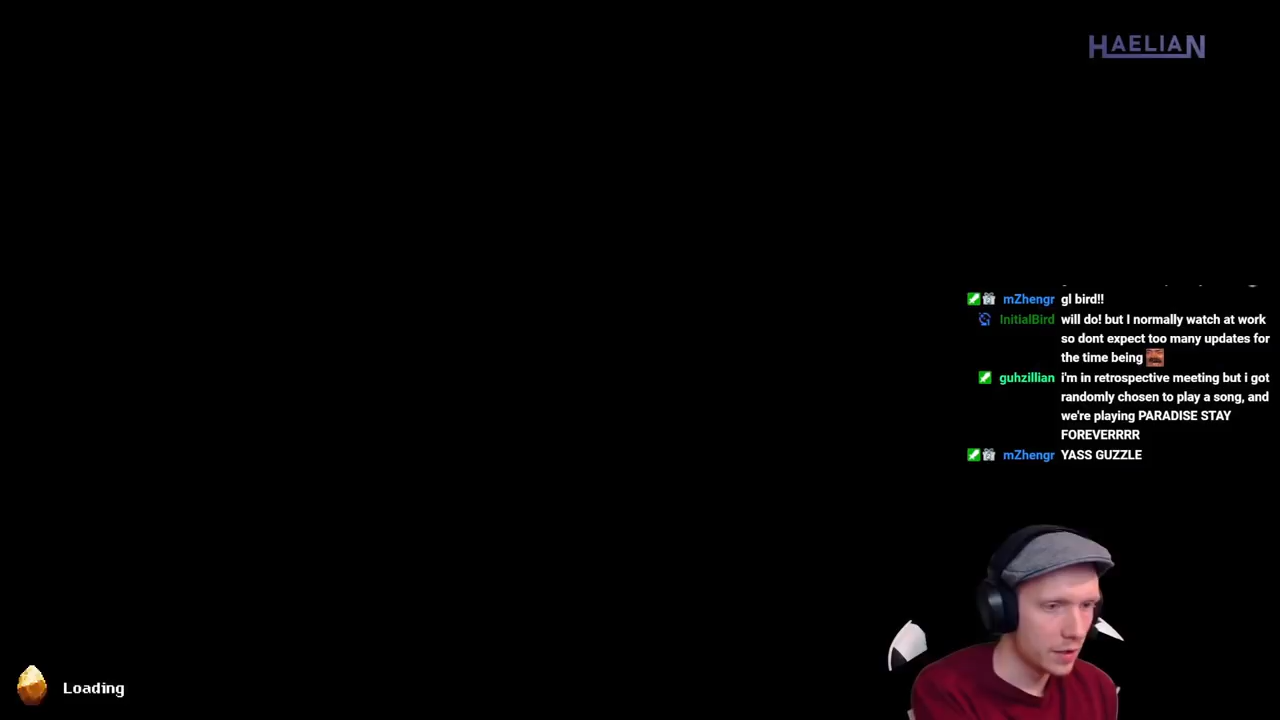 HAELIAN
mZhengr gl bird!!
InitialBird will do! but I normally watch at work
so dont expect too many updates for
the time being
guhzillian i'm in retrospective meeting but i got
randomly chosen to play a song, and
we're playing PARADISE STAY
FOREVERRRR
mZhengr YASS GUZZLE
Loading